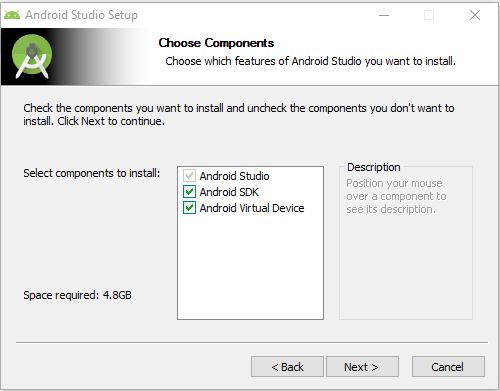 Android Studio Setup
Choose Components
Choose which features of Android Studio you want to install.
Check the components you want to install and uncheck the components you don't want to
install. Click Next to continue.
Select components to install:
Android Studio
Android SDK
Android Virtual Device
Description
Position your mouse
over a component to
see its description.
Space required: 4.8GB
< Back
Next >
Cancel